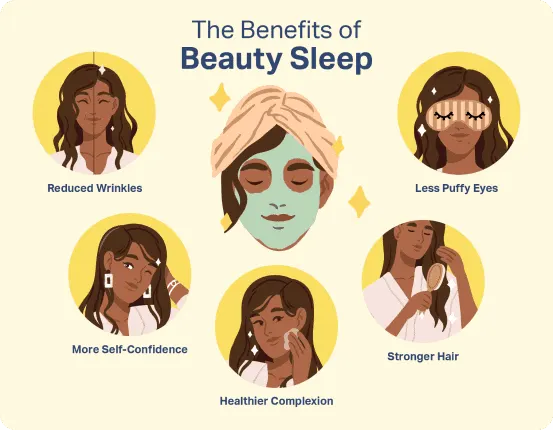 The Benefits of
Beauty Sleep
Reduced Wrinkles
Less Puffy Eyes
More Self-Confidence
Stronger Hair
Healthier Complexion